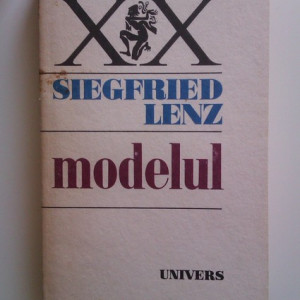 XX
SIEGFRIED
LENZ
modelul
UNIVERS